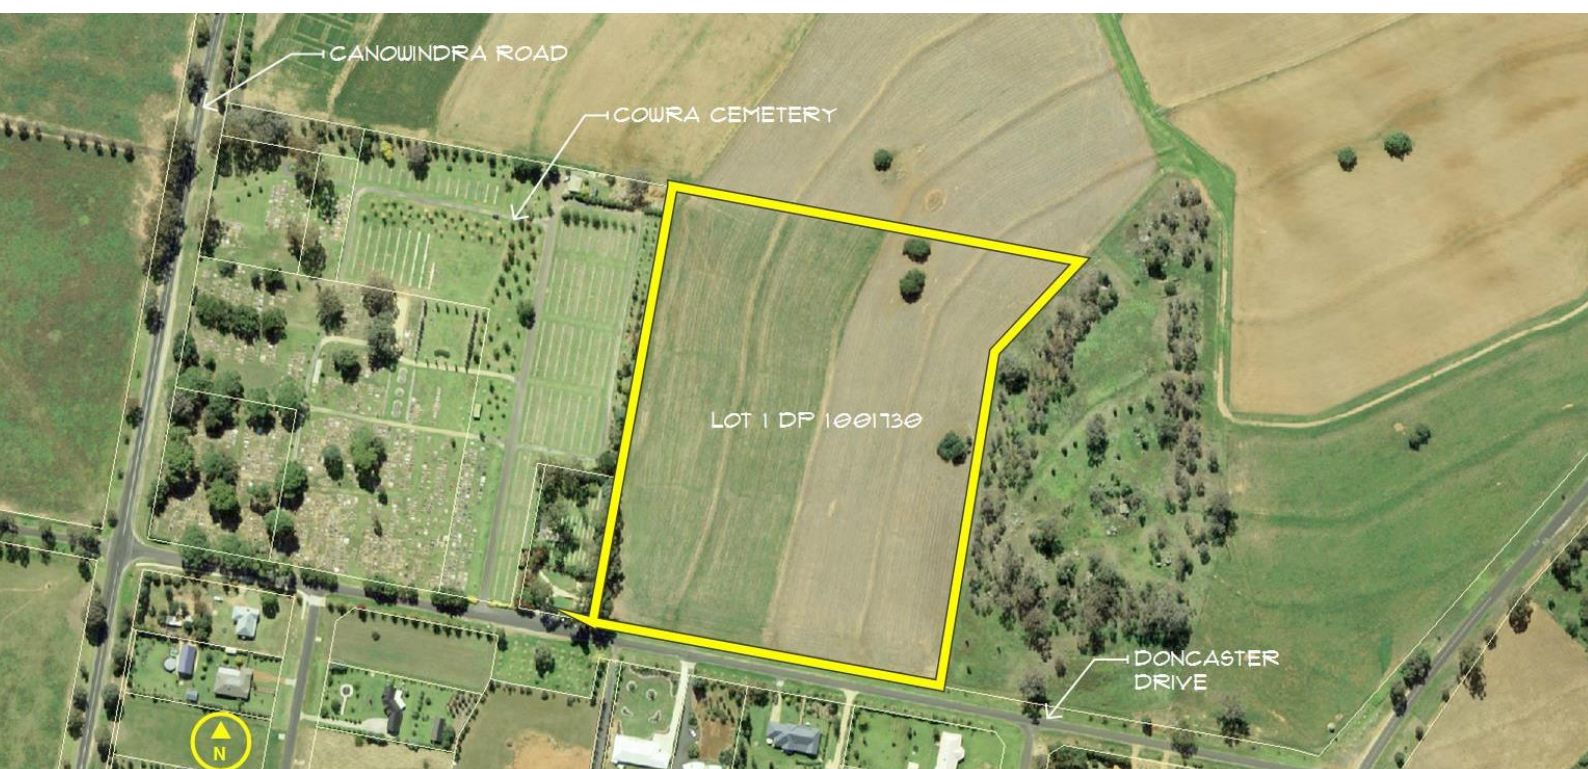 CANOWINDRA ROAD
COWRA CEMETERY
LOT 1 DP 1001730
DONCASTER
DRIVE
N